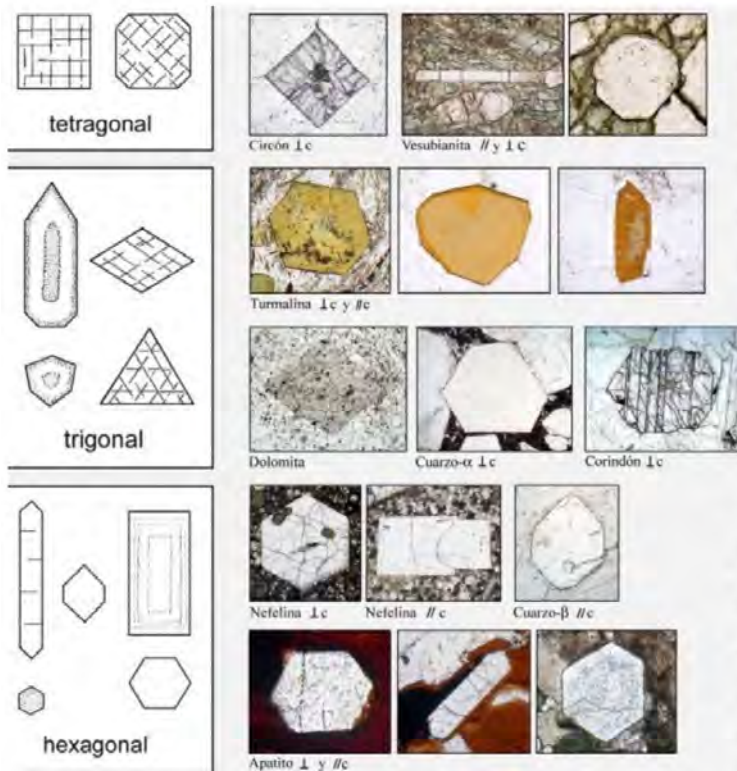 tetragonal
Circón ⊥c
Vesubianita // y ⊥c
trigonal
Turmalina ⊥c y //c
Dolomita
Cuarzo-α ⊥c
Corindón ⊥c
hexagonal
Nefelina ⊥c
Nefelina // c
Cuarzo-β //c
Apatito ⊥ y //c